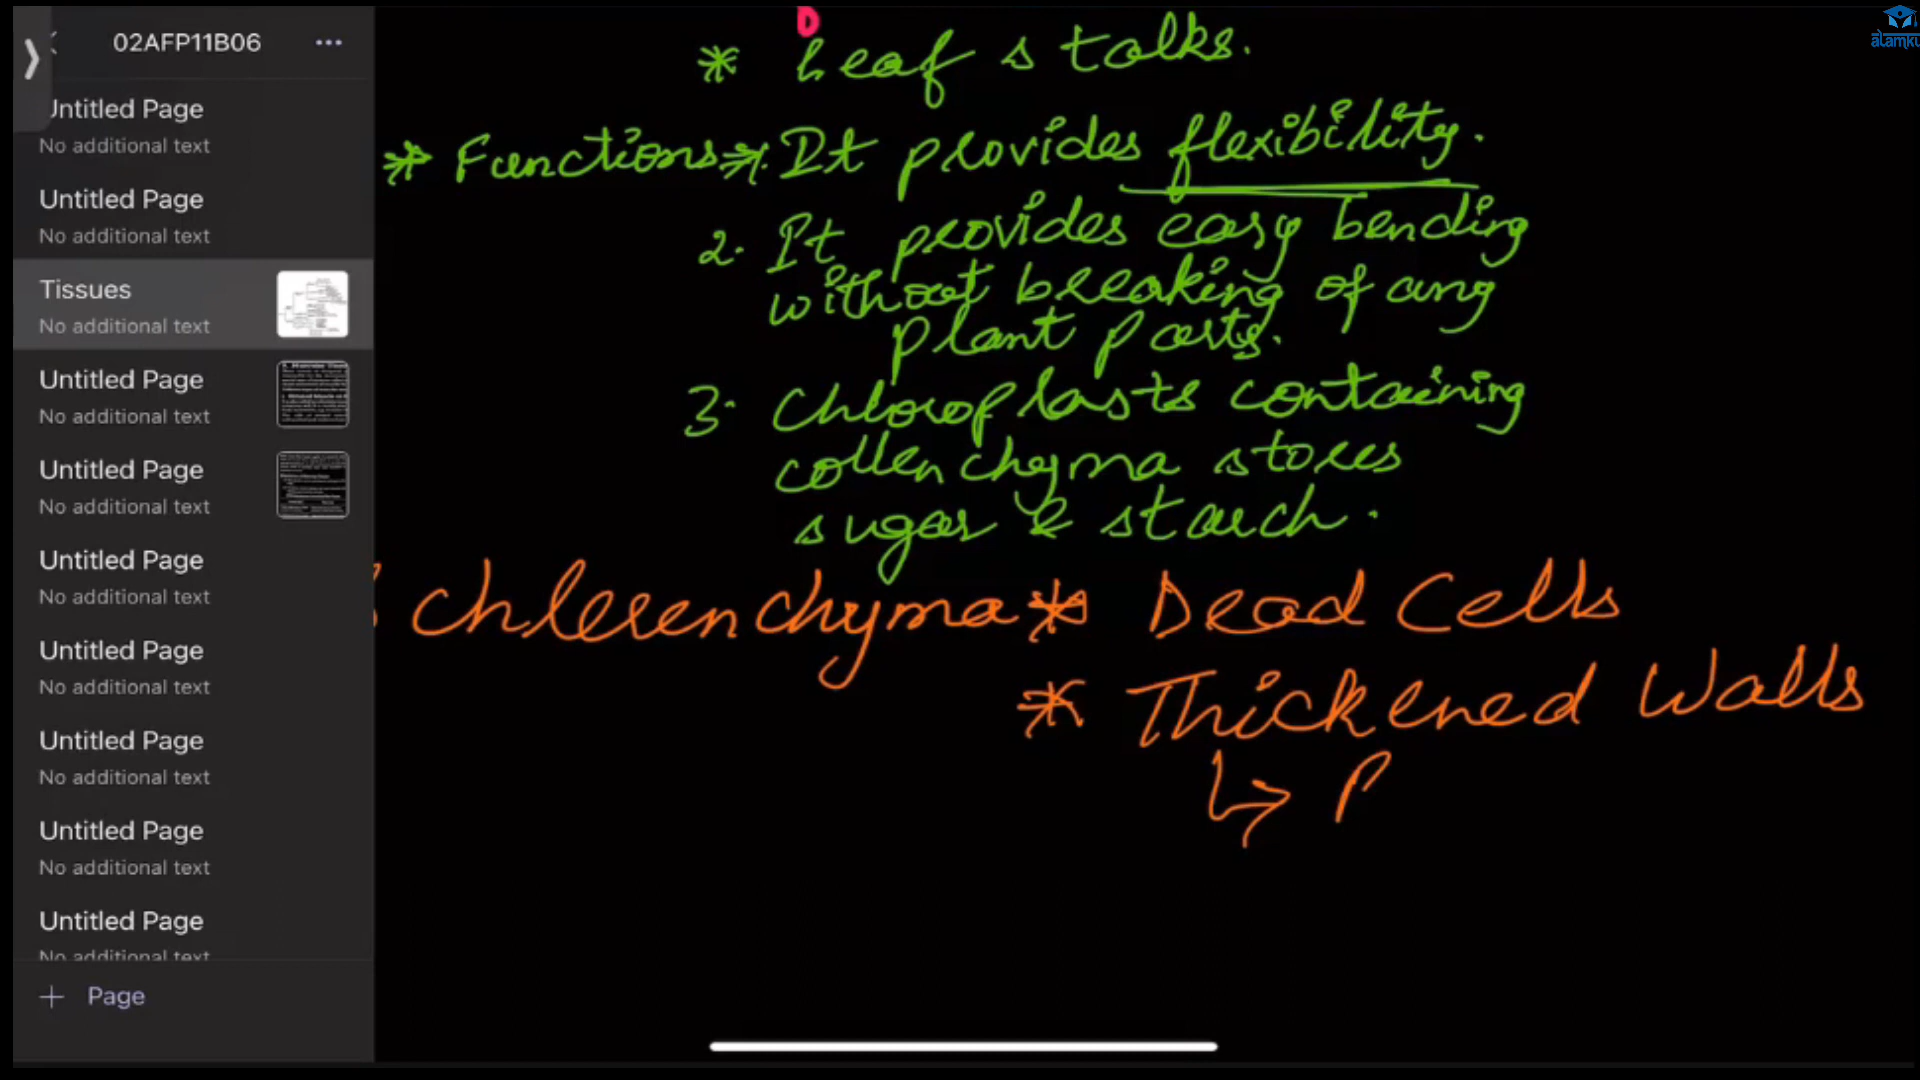 02AFP11B06
Untitled Page
No additional text
Untitled Page
No additional text
Tissues
No additional text
Untitled Page
No additional text
Untitled Page
No additional text
Untitled Page
No additional text
Untitled Page
No additional text
Untitled Page
No additional text
Untitled Page
No additional text
Untitled Page
No additional text
+ Page
* Leaf stalks.
* Functions * 1. It provides flexibility.
2. It provides easy bending
without breaking of any
plant parts.
3. Chloroplasts containing
collenchyma stores
sugar & starch.
Schlerenchyma * Dead Cells
* Thickened Walls
↳ P